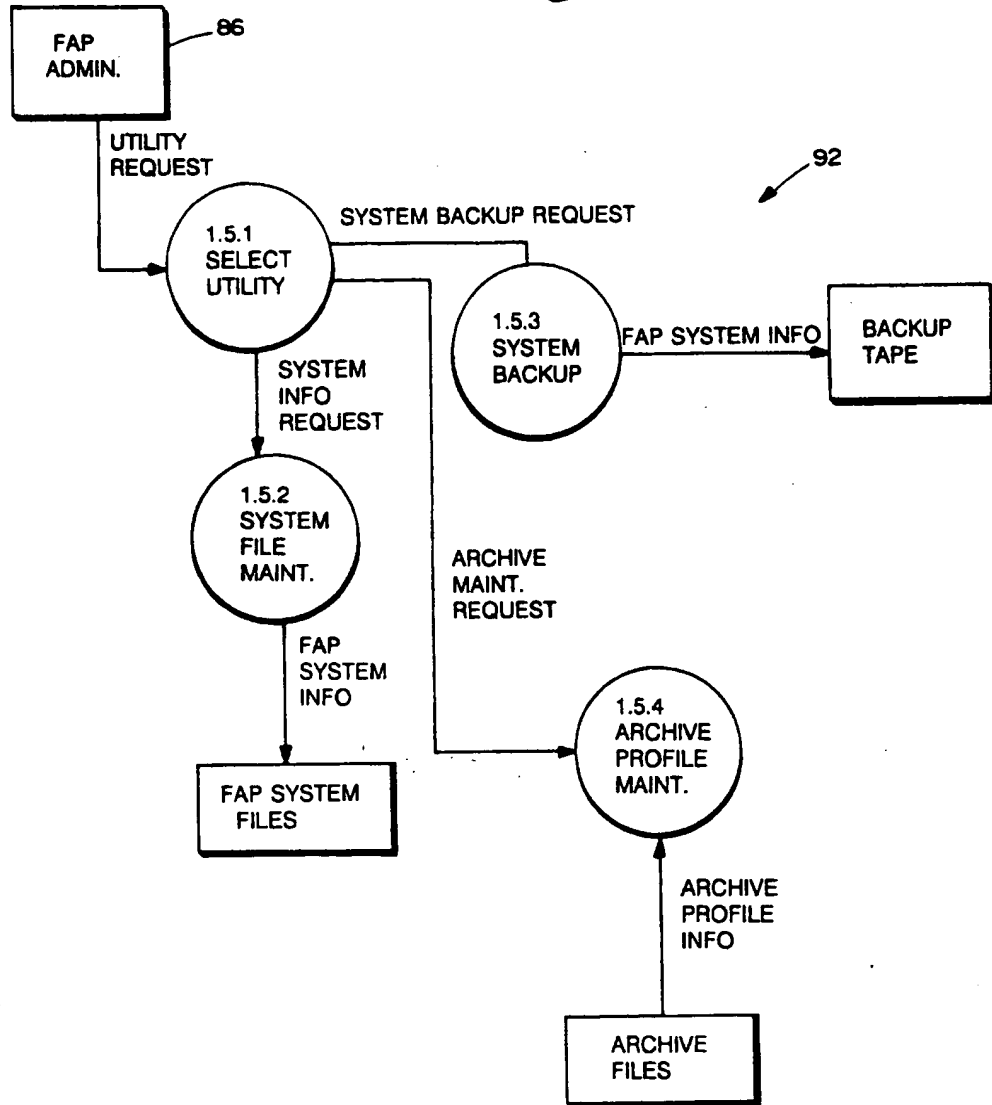 FAP
ADMIN.
86
UTILITY
REQUEST
92
SYSTEM BACKUP REQUEST
1.5.1
SELECT
UTILITY
1.5.3
SYSTEM
BACKUP
FAP SYSTEM INFO
BACKUP
TAPE
SYSTEM
INFO
REQUEST
1.5.2
SYSTEM
FILE
MAINT.
ARCHIVE
MAINT.
REQUEST
FAP
SYSTEM
INFO
1.5.4
ARCHIVE
PROFILE
MAINT.
FAP SYSTEM
FILES
ARCHIVE
PROFILE
INFO
ARCHIVE
FILES